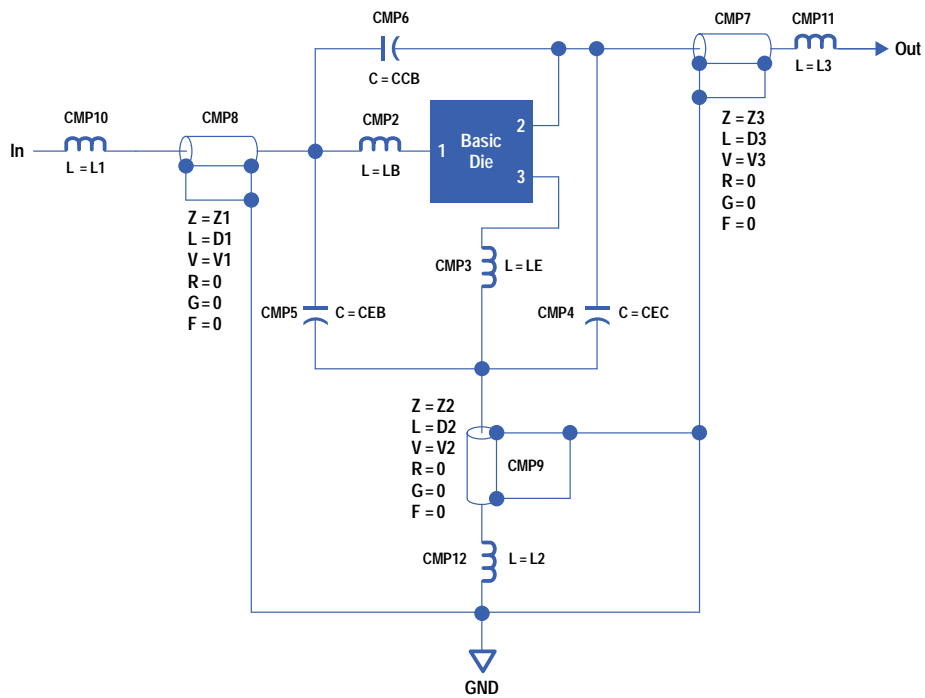 CMP6
C = CCB
CMP7
CMP11
L = L3
Out
Z = Z3
L = D3
V = V3
R = 0
G = 0
F = 0
In
CMP10
L = L1
CMP8
Z = Z1
L = D1
V = V1
R = 0
G = 0
F = 0
CMP2
L = LB
1
Basic
Die
2
3
CMP3
L = LE
CMP5
C = CEB
CMP4
C = CEC
Z = Z2
L = D2
V = V2
R = 0
G = 0
F = 0
CMP9
CMP12
L = L2
GND